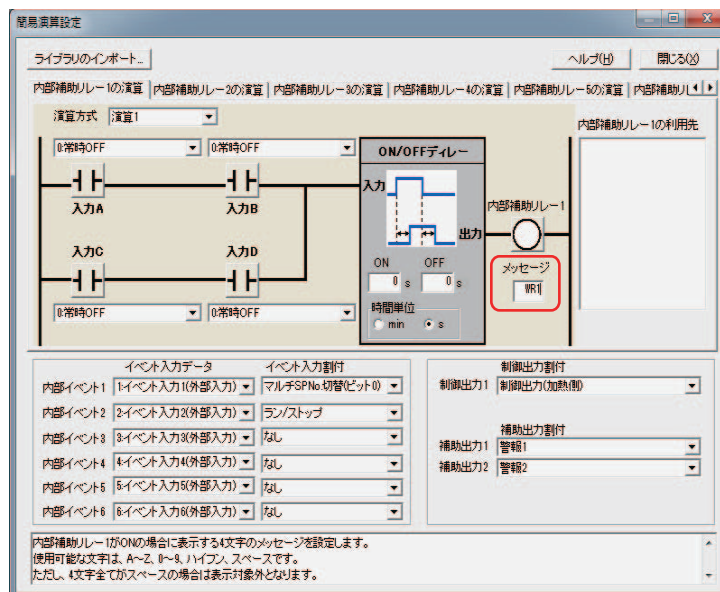 簡易演算設定
ライブラリのインポート...
ヘルプ(H)
閉じる(X)
内部補助リレー1の演算 内部補助リレー2の演算 内部補助リレー3の演算 内部補助リレー4の演算 内部補助リレー5の演算 内部補助リレ
演算方式 演算1
内部補助リレー1の利用先
0:常時OFF 0:常時OFF
ON/OFFディレー
入力A 入力B
入力
内部補助リレー1
出力
入力C 入力D
ON OFF
メッセージ
0 s 0 s
WR1
0:常時OFF 0:常時OFF
時間単位
min s
イベント入力データ イベント入力割付
内部イベント1 1:イベント入力1(外部入力) マルチSPNo.切替(ビット0)
内部イベント2 2:イベント入力2(外部入力) ラン/ストップ
内部イベント3 3:イベント入力3(外部入力) なし
内部イベント4 4:イベント入力4(外部入力) なし
内部イベント5 5:イベント入力5(外部入力) なし
内部イベント6 6:イベント入力6(外部入力) なし
制御出力割付
制御出力1 制御出力(加熱側)
補助出力割付
補助出力1 警報1
補助出力2 警報2
内部補助リレー1がONの場合に表示する4文字のメッセージを設定します。
使用可能な文字は、A~Z、0~9、ハイフン、スペースです。
ただし、4文字全てがスペースの場合は表示対象外となります。